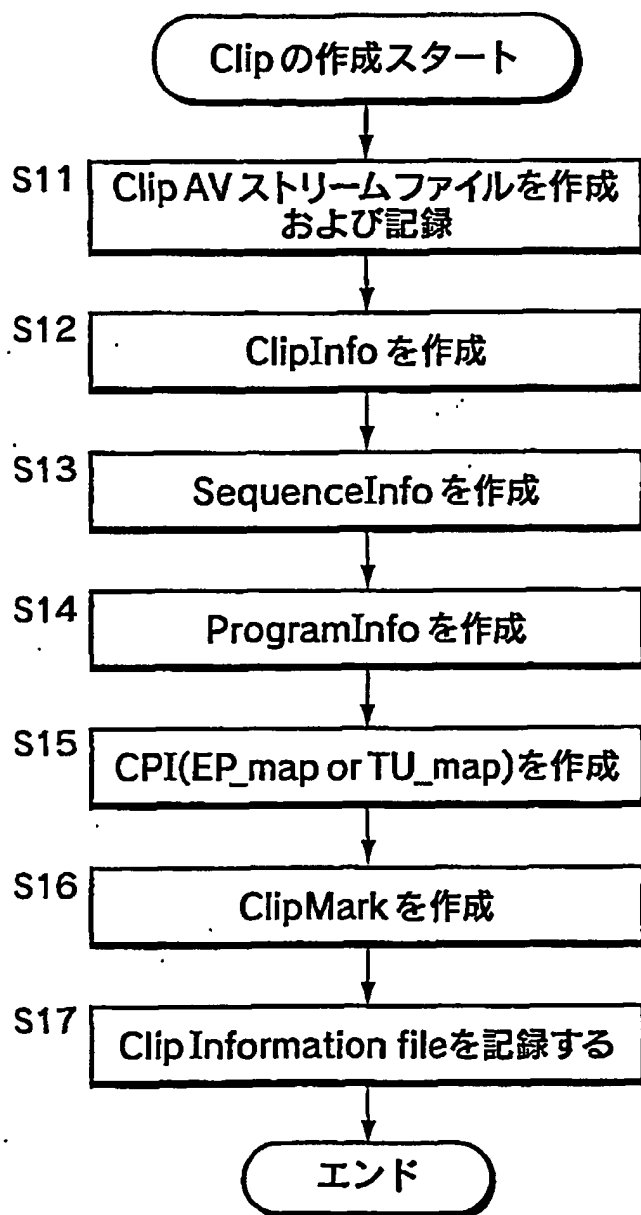 Clipの作成スタート
S11
Clip AVストリームファイルを作成
および記録
S12
ClipInfoを作成
S13
SequenceInfoを作成
S14
ProgramInfoを作成
S15
CPI(EP_map or TU_map)を作成
S16
ClipMarkを作成
S17
Clip Information fileを記録する
エンド